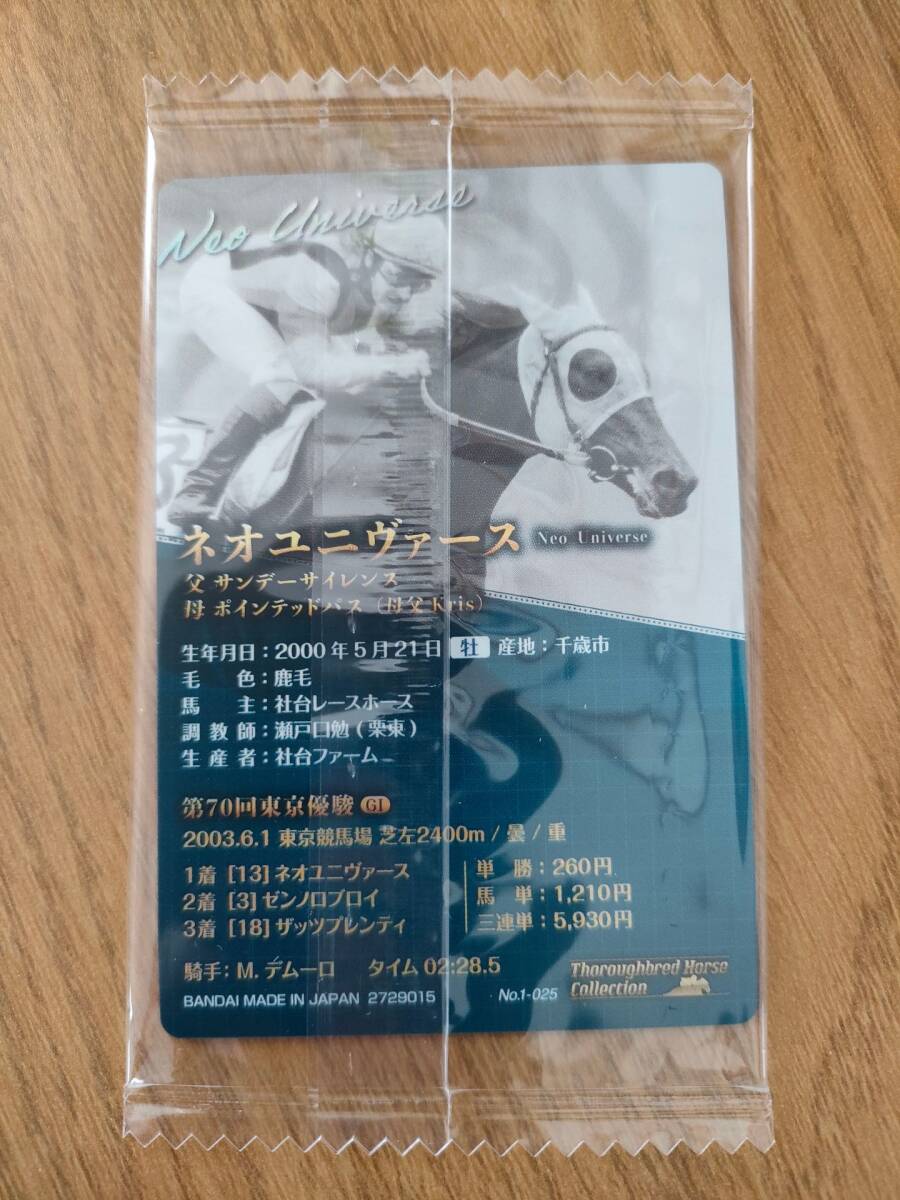 Neo Universe
ネオユニヴァース Neo Universe
父 サンデーサイレンス
母 ポインテッドパス（母父Kris）
生年月日：2000年5月21日 牡 産地：千歳市
毛色：鹿毛
馬主：社台レースホース
調教師：瀬戸口勉（栗東）
生産者：社台ファーム
第70回東京優駿 GI
2003.6.1 東京競馬場 芝左2400m / 曇 / 重
1着 [13] ネオユニヴァース
2着 [3] ゼンノロブロイ
3着 [18] ザッツザプレンティ
単勝：260円
馬単：1,210円
三連単：5,930円
騎手：M. デムーロ タイム 02:28.5
BANDAI MADE IN JAPAN 2729015
No.1-025
Thoroughbred Horse
Collection